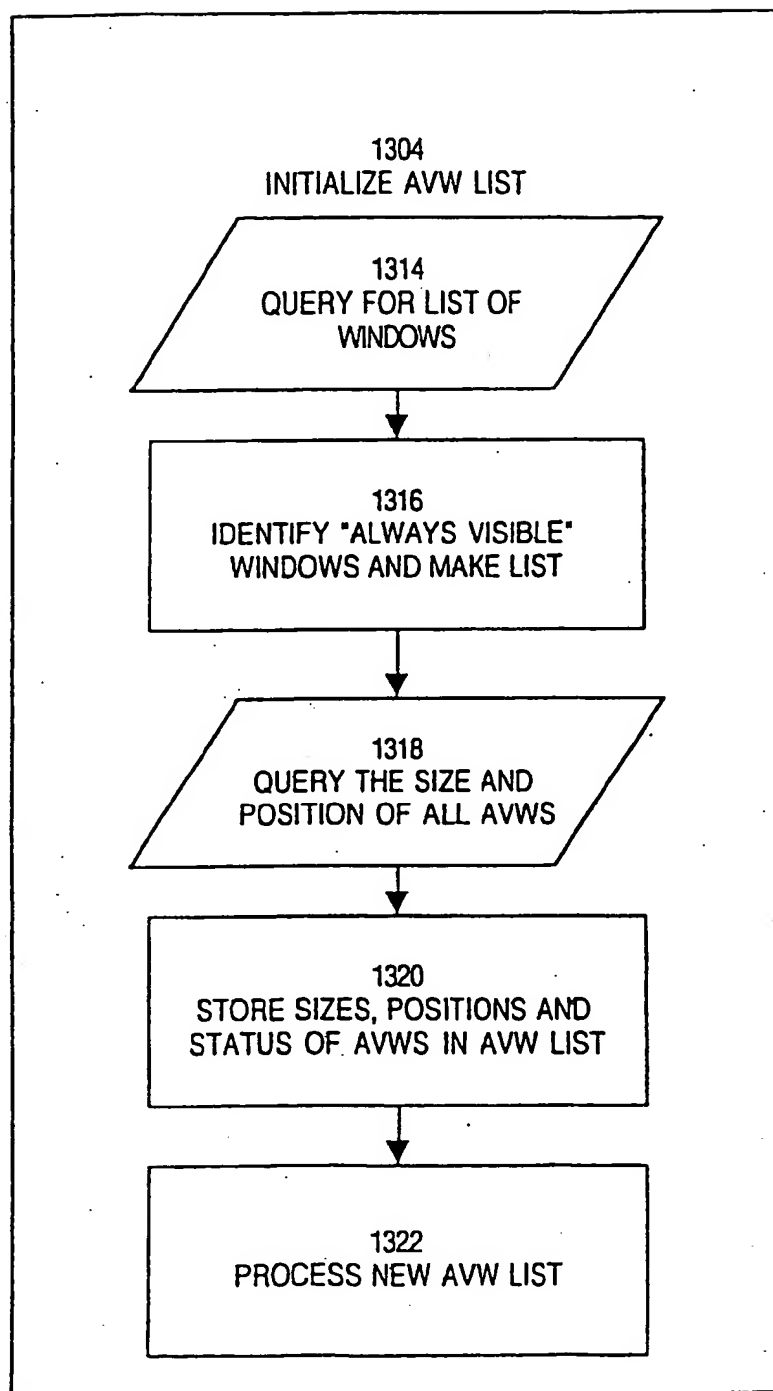 1304
INITIALIZE AVW LIST
1314
QUERY FOR LIST OF
WINDOWS
1316
IDENTIFY "ALWAYS VISIBLE"
WINDOWS AND MAKE LIST
1318
QUERY THE SIZE AND
POSITION OF ALL AVWS
1320
STORE SIZES, POSITIONS AND
STATUS OF AVWS IN AVW LIST
1322
PROCESS NEW AVW LIST